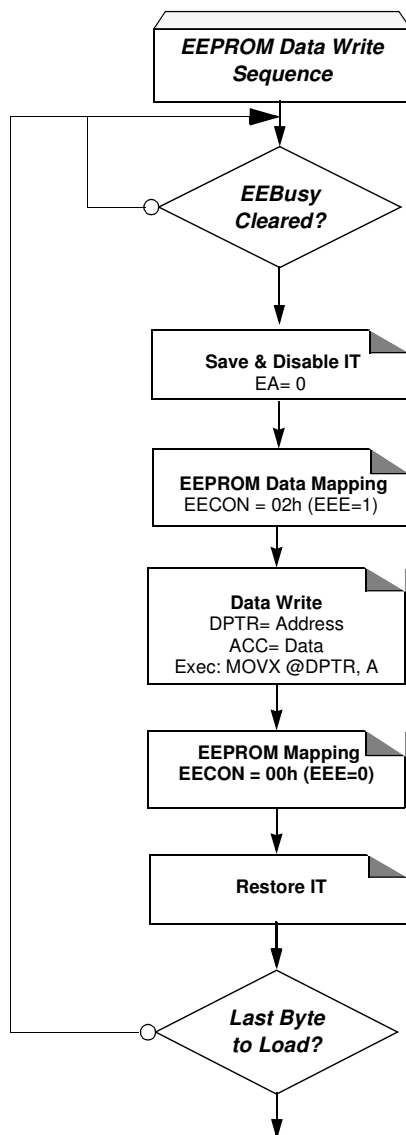 EEPROM Data Write
Sequence
EEBusy
Cleared?
Save & Disable IT
EA= 0
EEPROM Data Mapping
EECON = 02h (EEE=1)
Data Write
DPTR= Address
ACC= Data
Exec: MOVX @DPTR, A
EEPROM Mapping
EECON = 00h (EEE=0)
Restore IT
Last Byte
to Load?